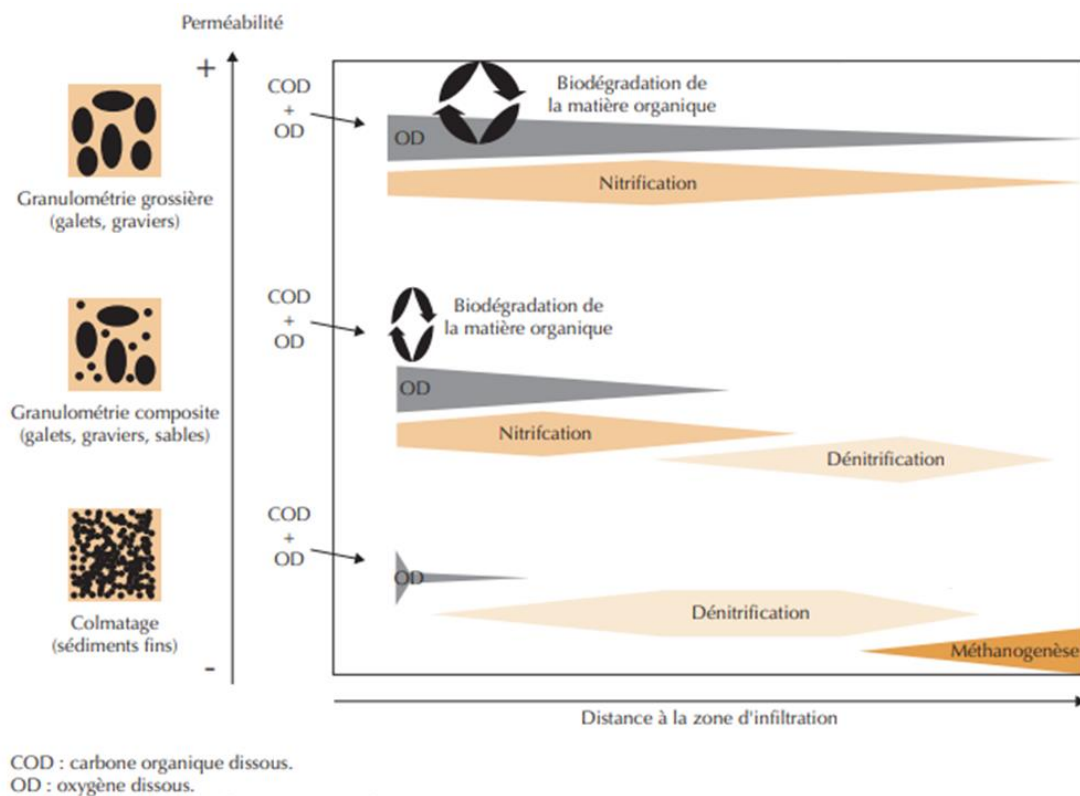 Perméabilité
+
COD
+
OD
Biodégradation de
la matière organique
OD
Nitrification
Granulométrie grossière
(galets, graviers)
COD
+
OD
Biodégradation de
la matière organique
OD
Granulométrie composite
(galets, graviers, sables)
Nitrifcation
Dénitrification
COD
+
OD
OD
Dénitrification
Colmatage
(sédiments fins)
-
Méthanogenèse
Distance à la zone d'infiltration
COD : carbone organique dissous.
OD : oxygène dissous.